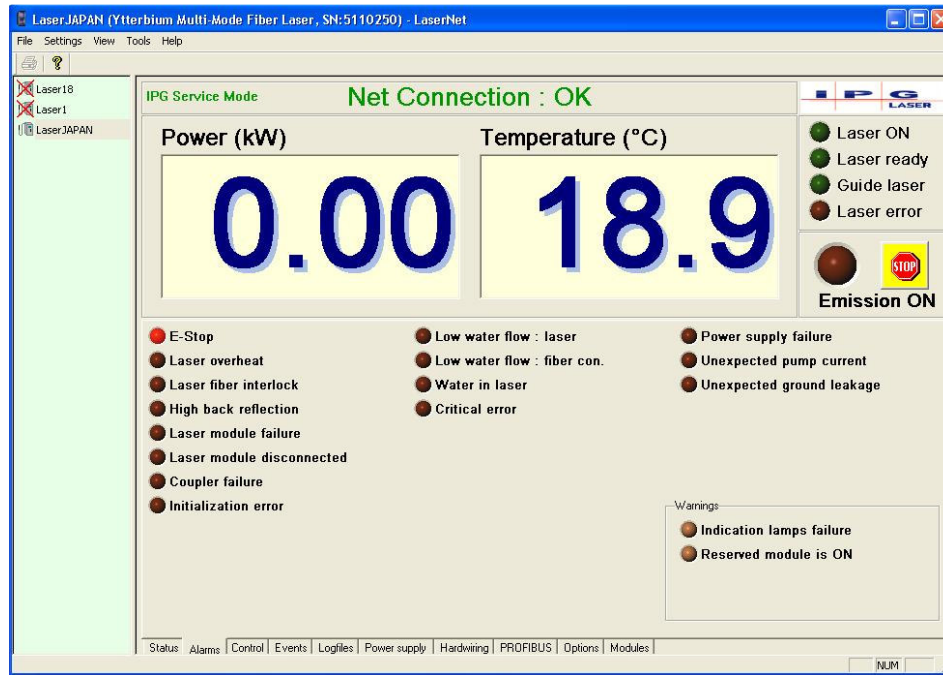 LaserJAPAN (Ytterbium Multi-Mode Fiber Laser, SN:5110250) - LaserNet
File Settings View Tools Help
Laser18
Laser1
LaserJAPAN
IPG Service Mode
Net Connection : OK
IPG
LASER
Power (kW)
0.00
Temperature (°C)
18.9
Laser ON
Laser ready
Guide laser
Laser error
STOP
Emission ON
E-Stop
Laser overheat
Laser fiber interlock
High back reflection
Laser module failure
Laser module disconnected
Coupler failure
Initialization error
Low water flow : laser
Low water flow : fiber con.
Water in laser
Critical error
Power supply failure
Unexpected pump current
Unexpected ground leakage
Warnings
Indication lamps failure
Reserved module is ON
Status Alarms Control Events Logfiles Power supply Hardwiring PROFIBUS Options Modules
NUM